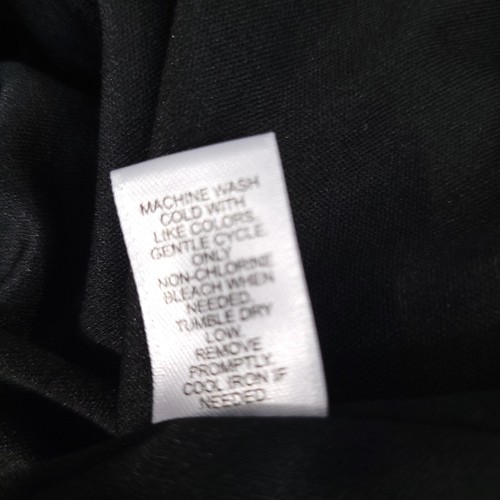 MACHINE WASH
COLD WITH
LIKE COLORS.
GENTLE CYCLE.
ONLY
NON-CHLORINE
BLEACH WHEN
NEEDED.
TUMBLE DRY
LOW.
REMOVE
PROMPTLY.
COOL IRON IF
NEEDED.